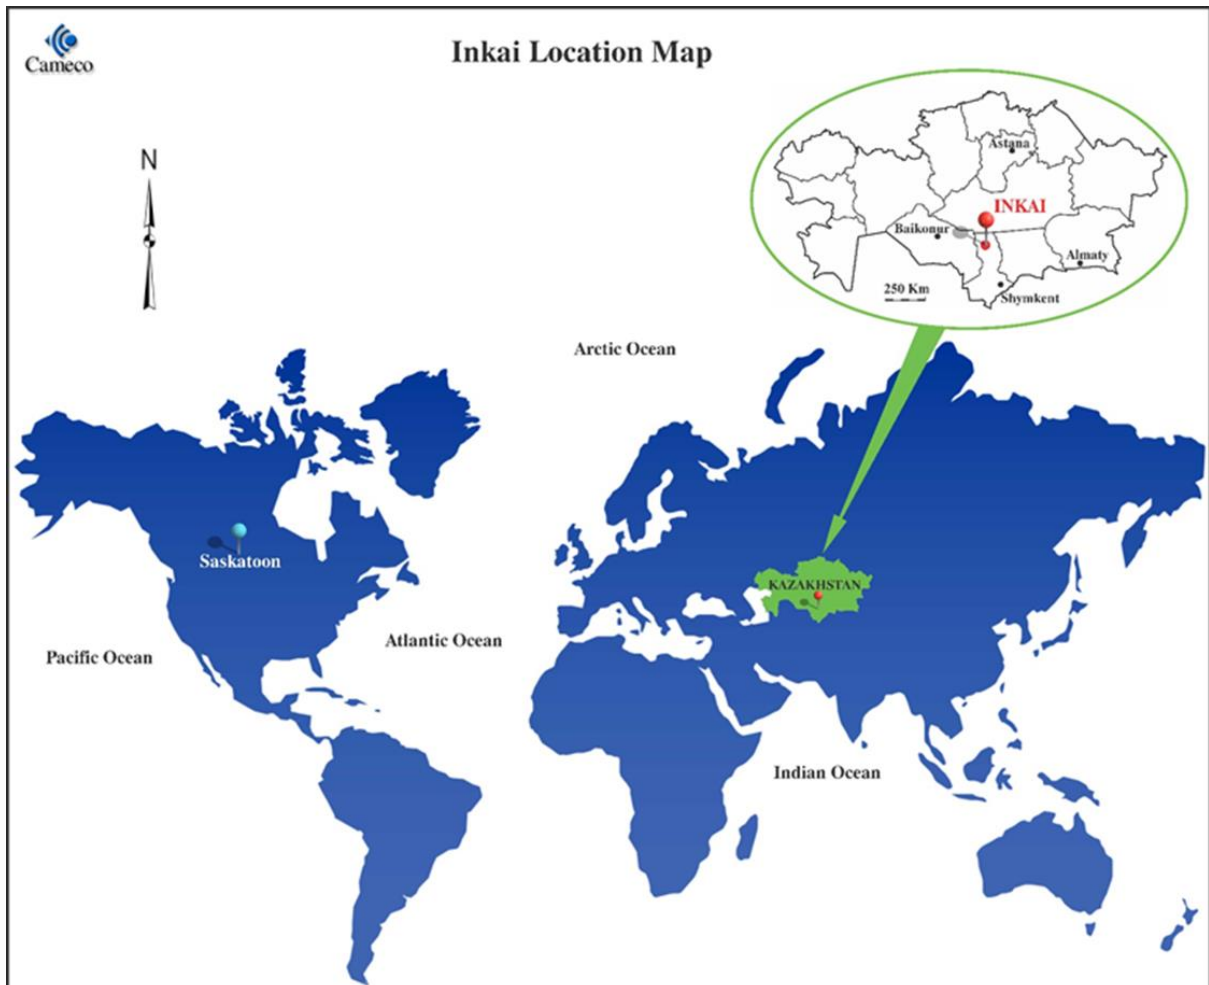 Cameco
Inkai Location Map
N
Astana
INKAI
Baikonur
Almaty
250 Km
Shymkent
Arctic Ocean
Saskatoon
KAZAKHSTAN
Atlantic Ocean
Pacific Ocean
Indian Ocean